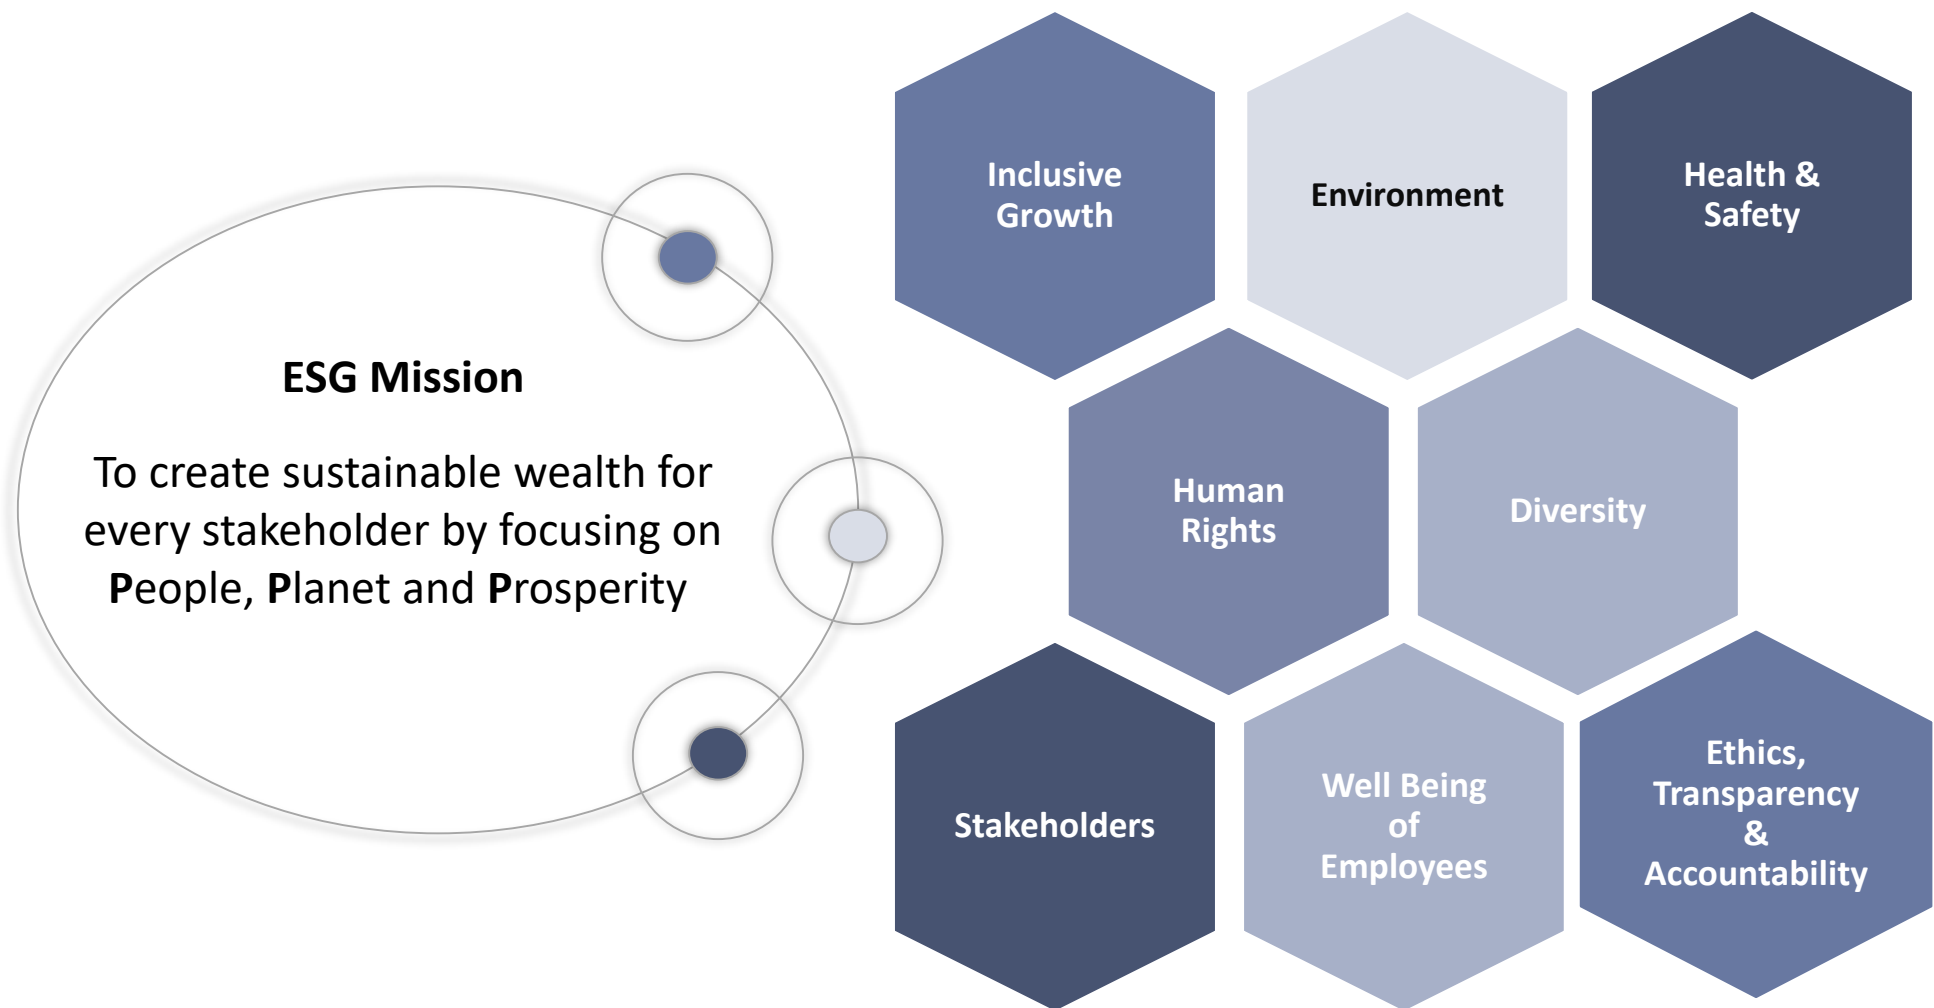 ESG Mission
To create sustainable wealth for
every stakeholder by focusing on
People, Planet and Prosperity
Inclusive
Growth
Environment
Health &
Safety
Human
Rights
Diversity
Stakeholders
Well Being
of
Employees
Ethics,
Transparency
&
Accountability